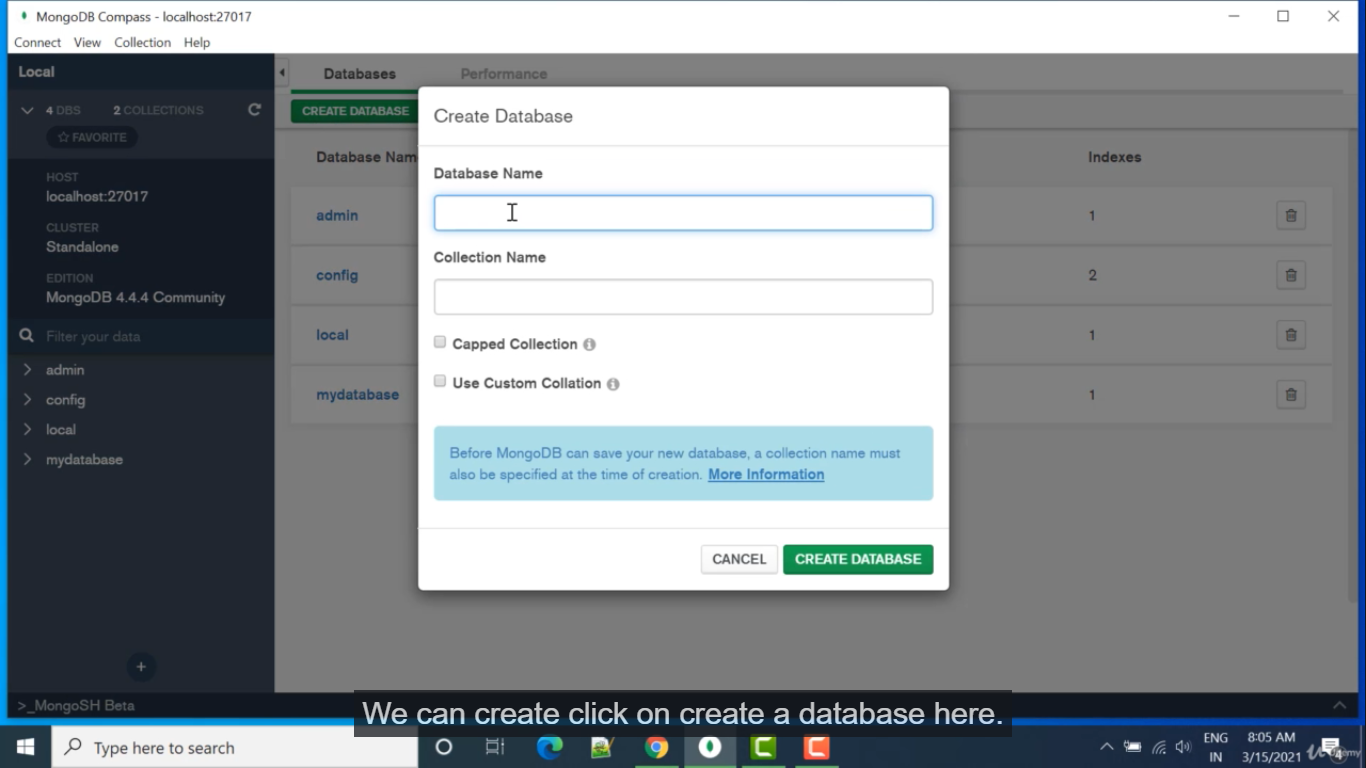 MongoDB Compass - localhost:27017
Connect View Collection Help
Local
Databases Performance
4 DBS 2 COLLECTIONS
FAVORITE
CREATE DATABASE
HOST
localhost:27017
CLUSTER
Standalone
EDITION
MongoDB 4.4.4 Community
Filter your data
admin
config
local
mydatabase
Database Nam
Indexes
admin 1
config 2
local 1
mydatabase 1
Create Database
Database Name
Collection Name
Capped Collection
Use Custom Collation
Before MongoDB can save your new database, a collection name must
also be specified at the time of creation. More Information
CANCEL CREATE DATABASE
>_MongoSH Beta
We can create click on create a database here.
Type here to search
ENG
IN
8:05 AM
3/15/2021
4